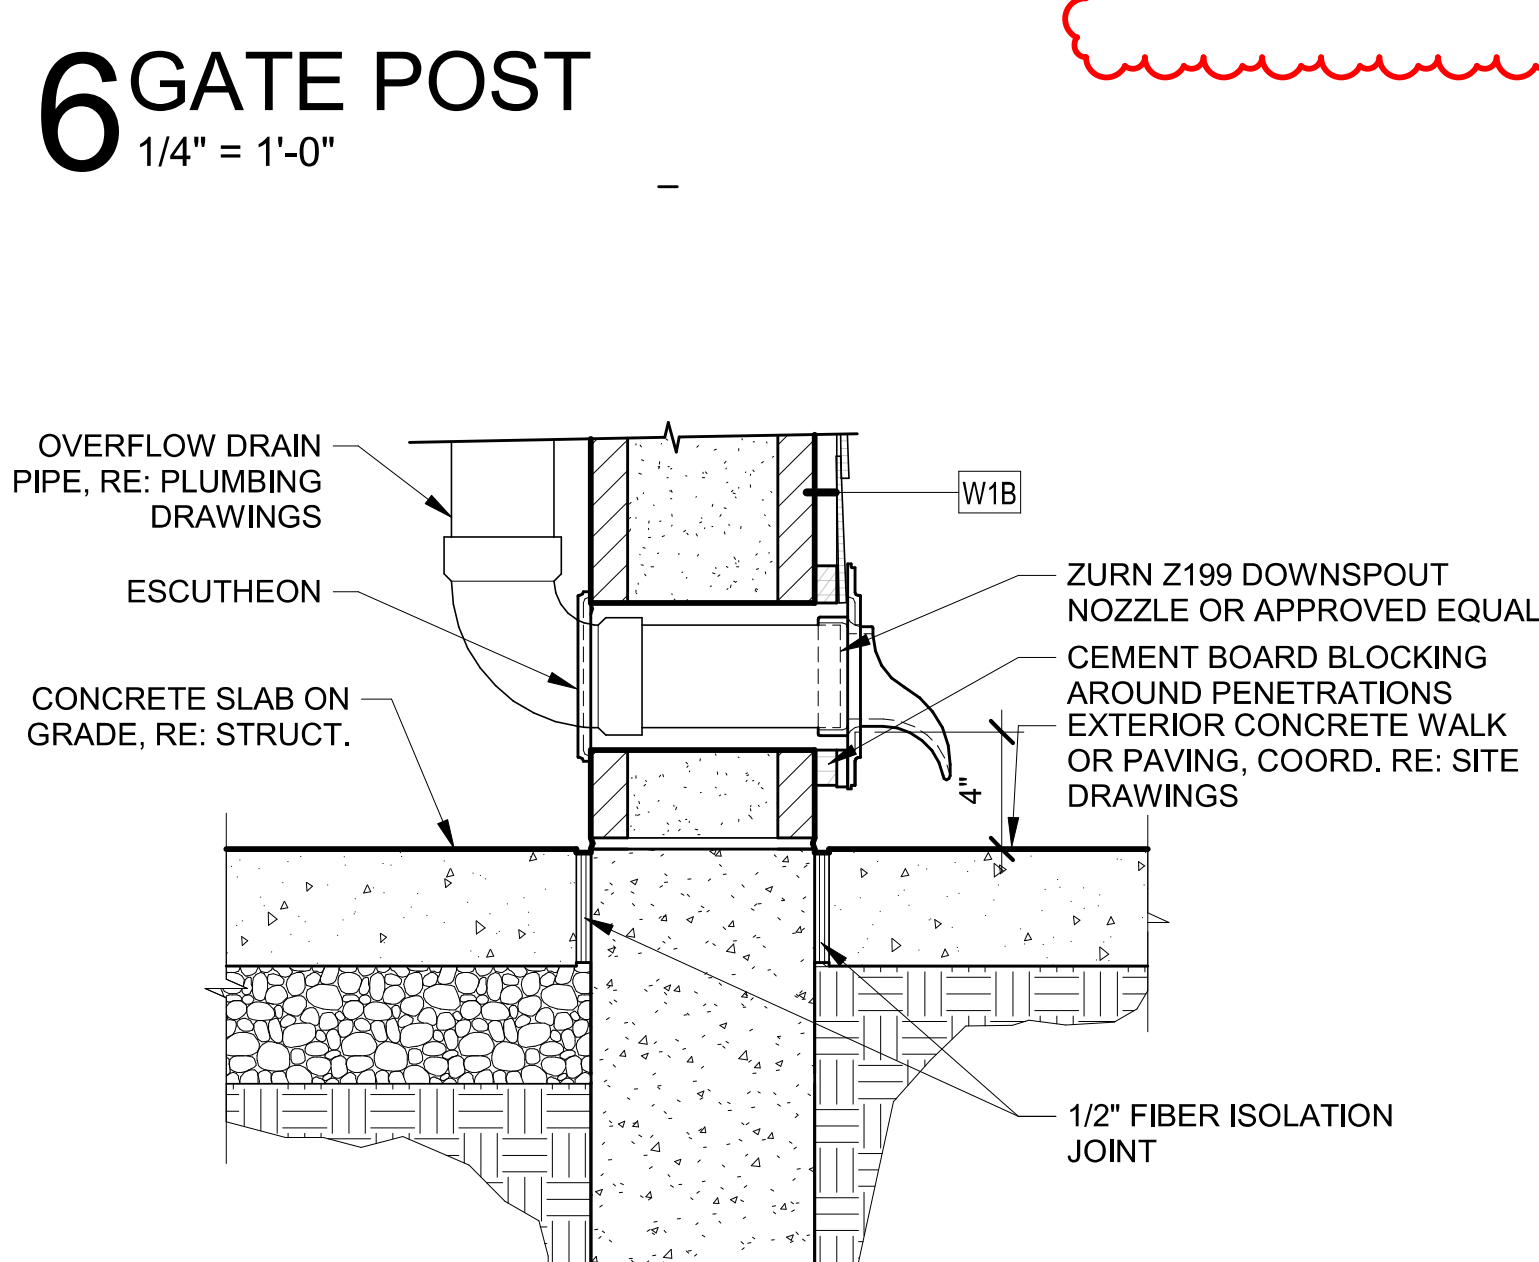 6 GATE POST
1/4" = 1'-0"
OVERFLOW DRAIN
PIPE, RE: PLUMBING
DRAWINGS
ESCUTHEON
CONCRETE SLAB ON
GRADE, RE: STRUCT.
W1B
ZURN Z199 DOWNSPOUT
NOZZLE OR APPROVED EQUAL
CEMENT BOARD BLOCKING
AROUND PENETRATIONS
EXTERIOR CONCRETE WALK
OR PAVING, COORD. RE: SITE
DRAWINGS
4"
1/2" FIBER ISOLATION
JOINT